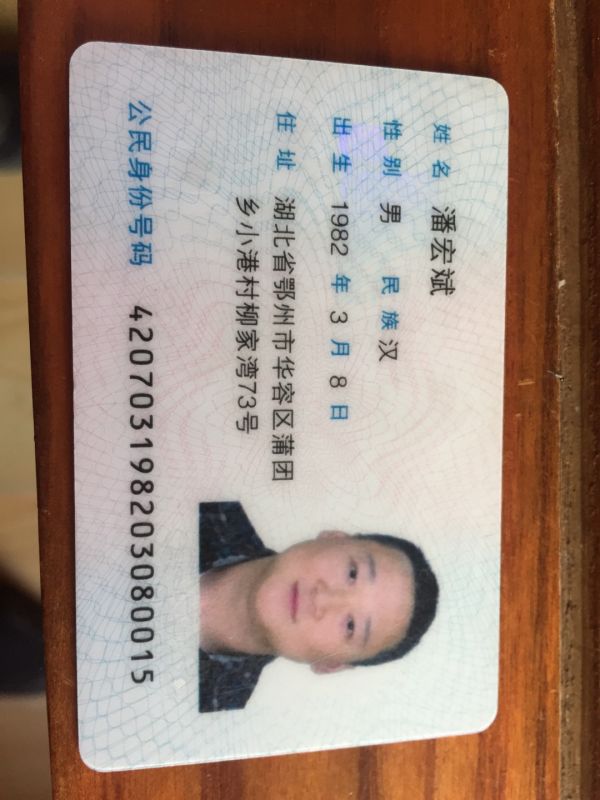 姓名 潘宏斌
性别 男 民族 汉
出生 1982 年 3 月 8 日
住址 湖北省鄂州市华容区蒲团
乡小港村柳家湾73号
公民身份号码 420703198203080015